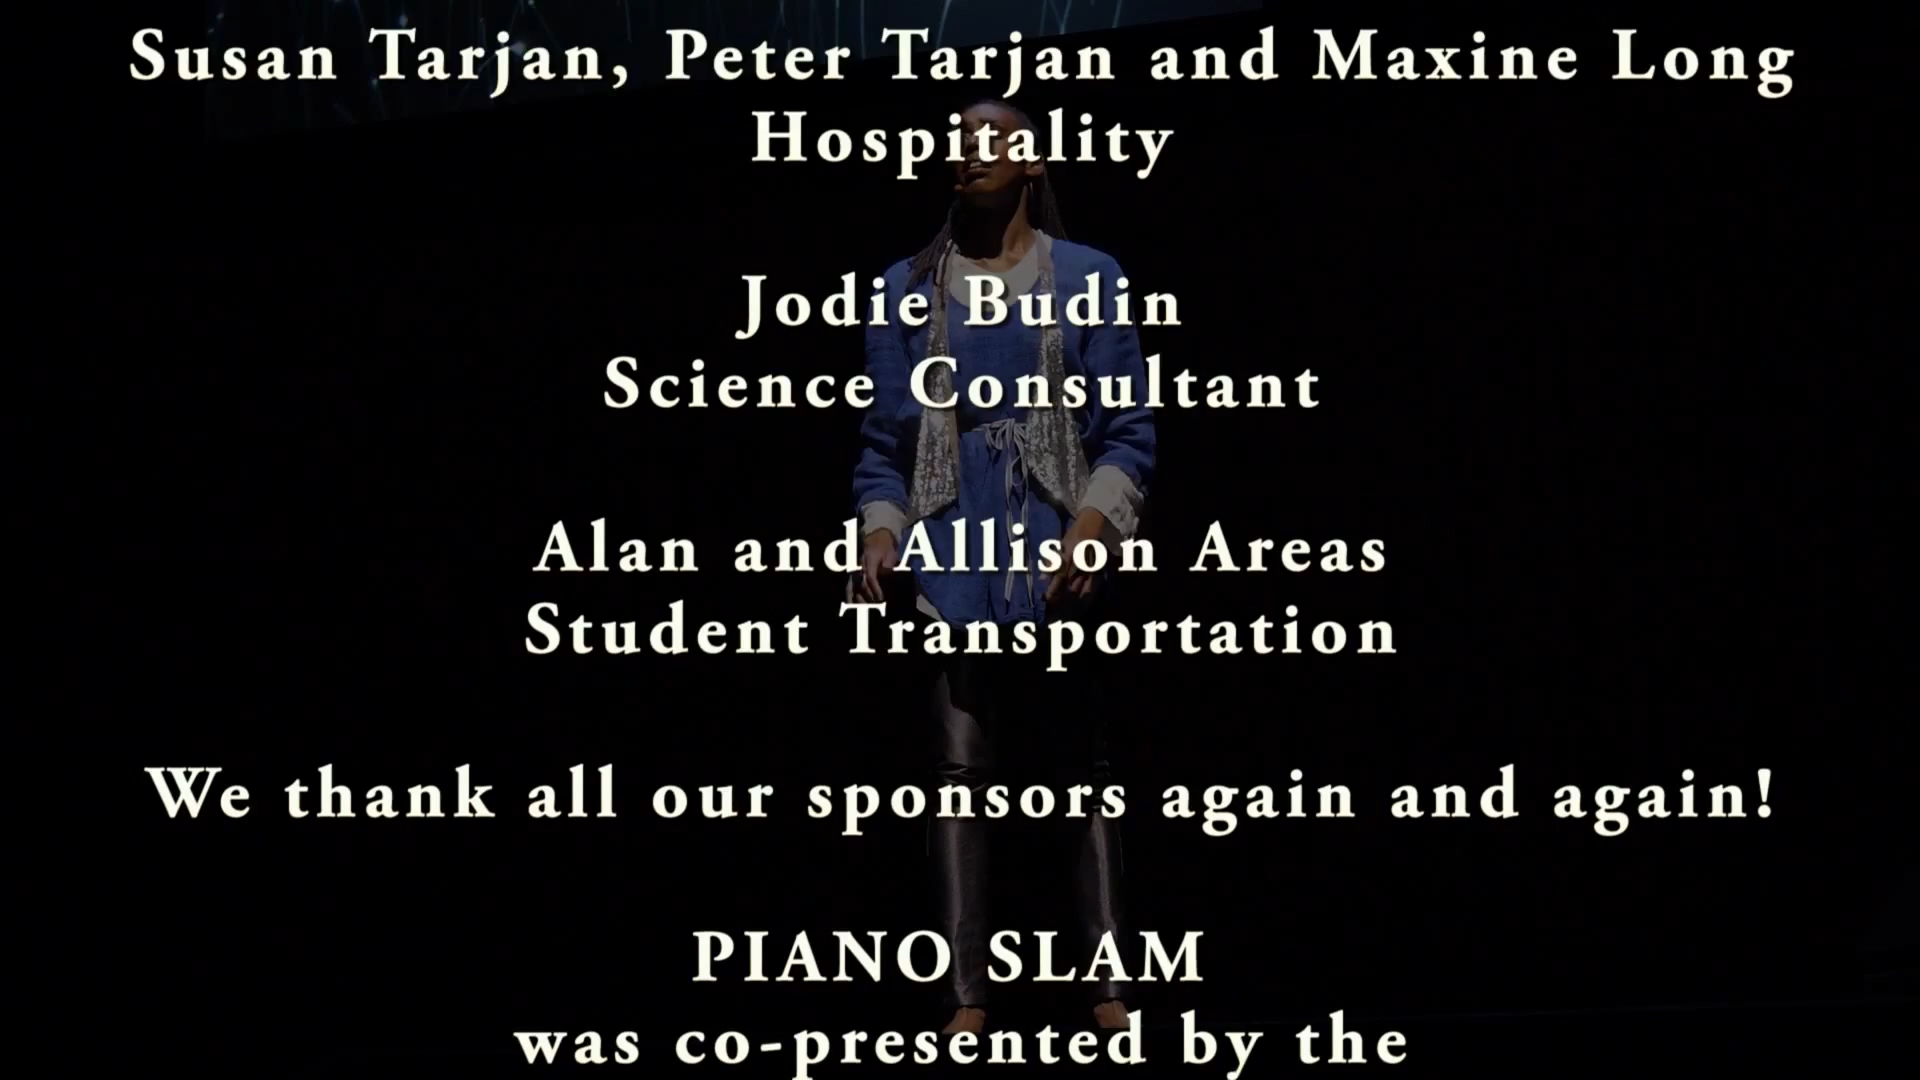 Susan Tarjan, Peter Tarjan and Maxine Long
Hospitality
Jodie Budin
Science Consultant
Alan and Allison Areas
Student Transportation
We thank all our sponsors again and again!
PIANO SLAM
was co-presented by the